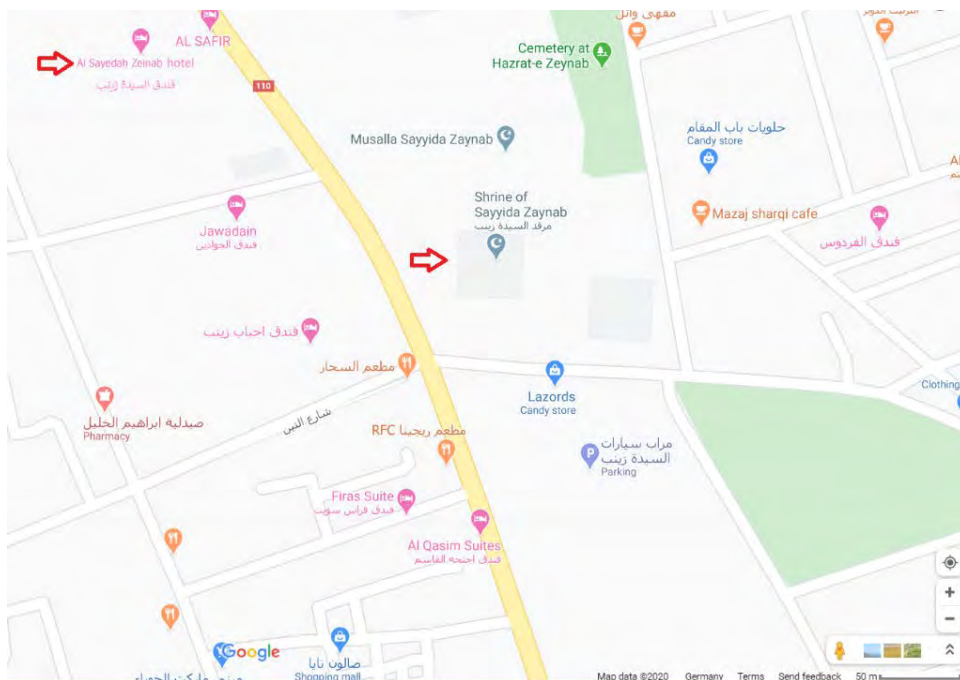 مقهى وائل
AL SAFIR
Al Sayedah Zeinab hotel
فندق السيدة زينب
110
Cemetery at
Hazrat-e Zeynab
Musalla Sayyida Zaynab
حلويات باب المقام
Candy store
Shrine of
Sayyida Zaynab
مرقد السيدة زينب
Mazaj sharqi cafe
فندق الفردوس
Jawadain
فندق الجوادين
فندق احباب زينب
مطعم السحار
Lazords
Candy store
Clothing
صيدلية ابراهيم الخليل
Pharmacy
شارع التين
مطعم ريجينا RFC
مراب سيارات
السيدة زينب
P
Parking
Firas Suite
فندق فراس سويت
Al Qasim Suites
فندق اجنحه القاسم
Google
صالون نايا
Shopping mall
Map data ©2020 Germany Terms Send feedback 50 m